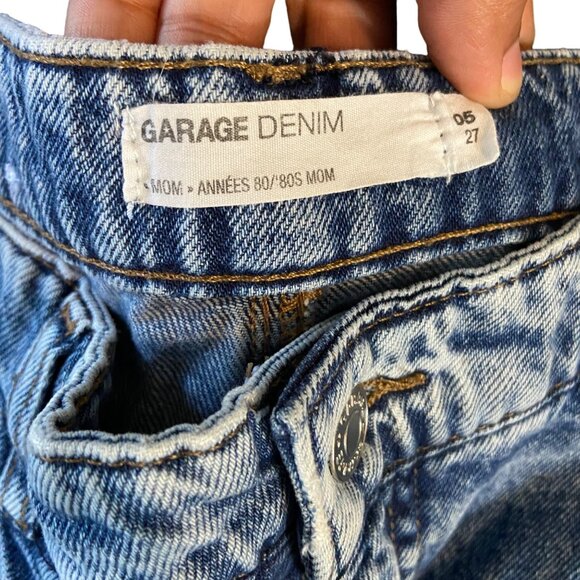 GARAGE DENIM
« MOM » ANNÉES 80/'80S MOM
05
27